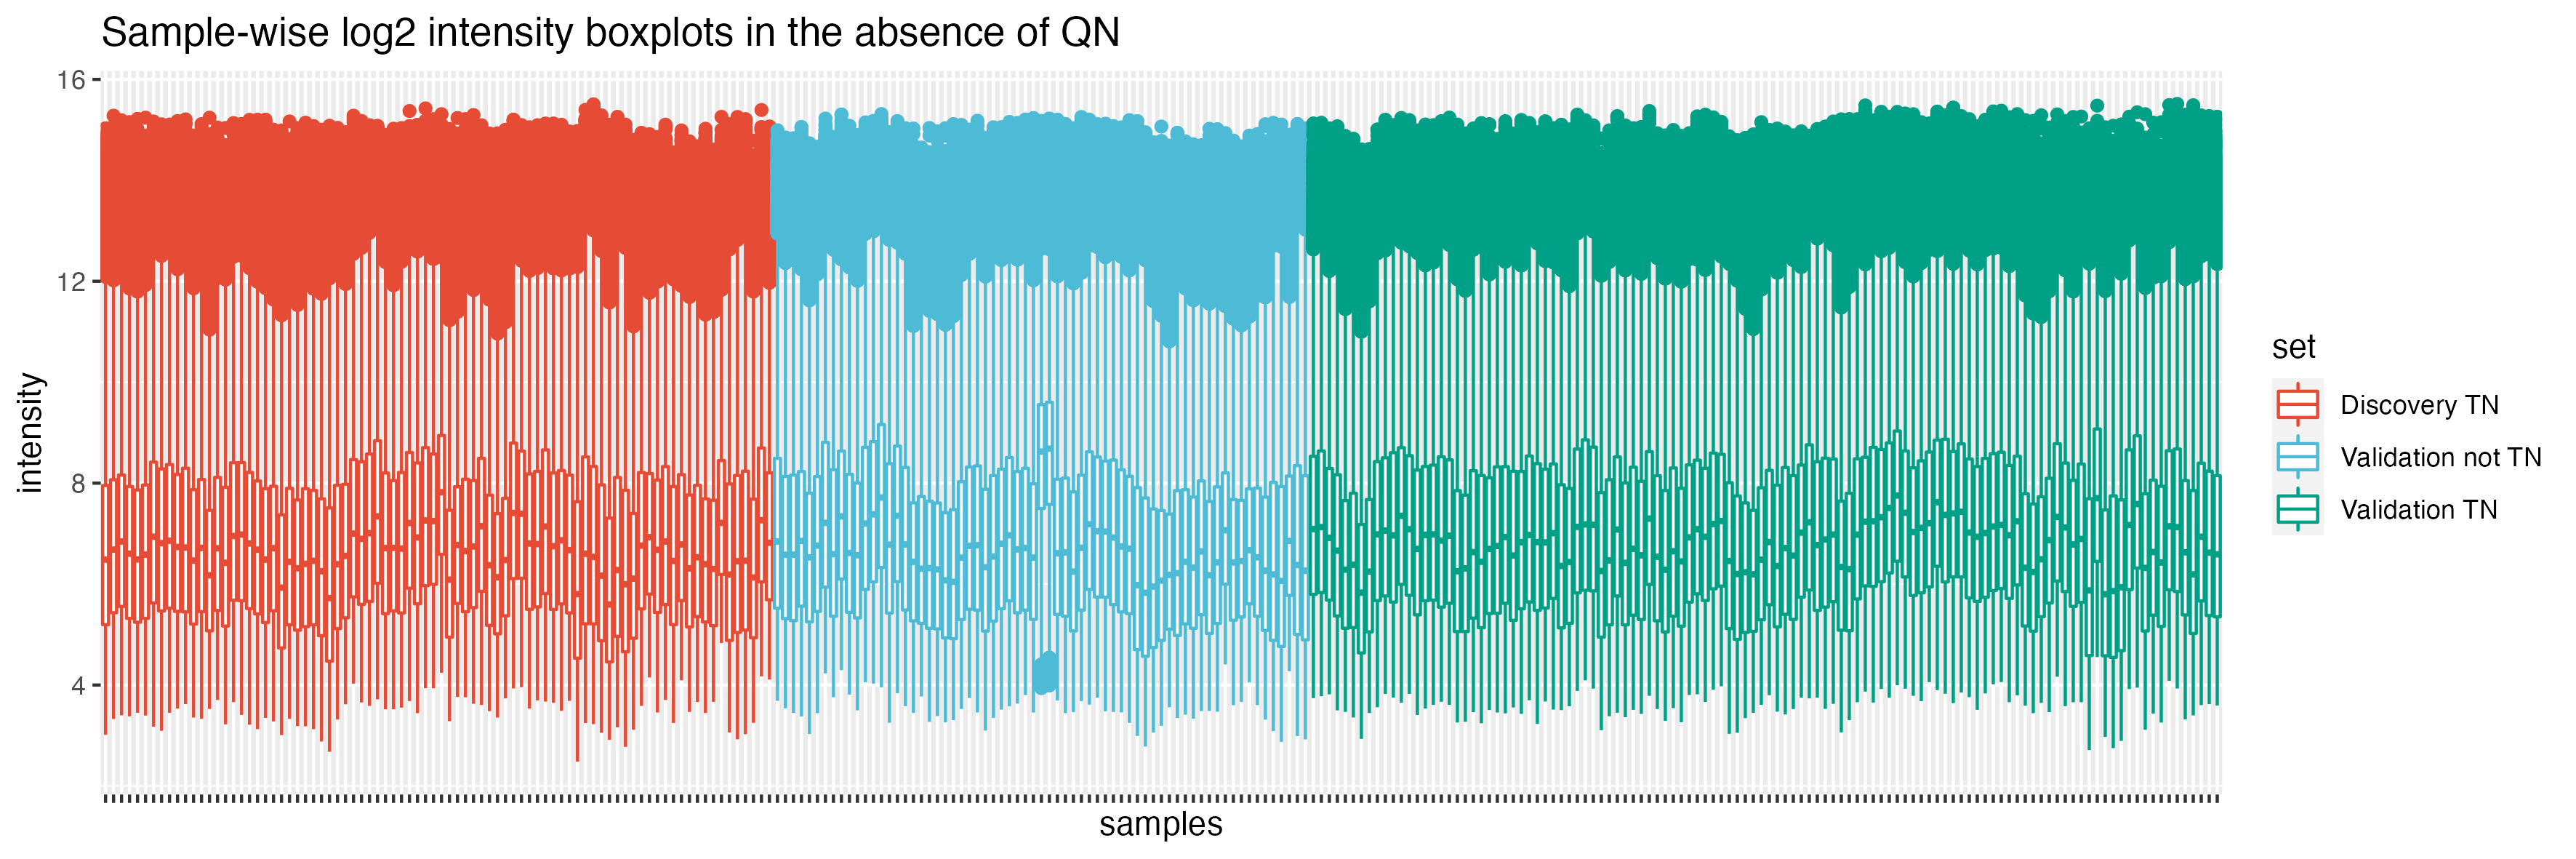 Sample-wise log2 intensity boxplots in the absence of QN
16
12
8
4
intensity
samples
set
Discovery TN
Validation not TN
Validation TN